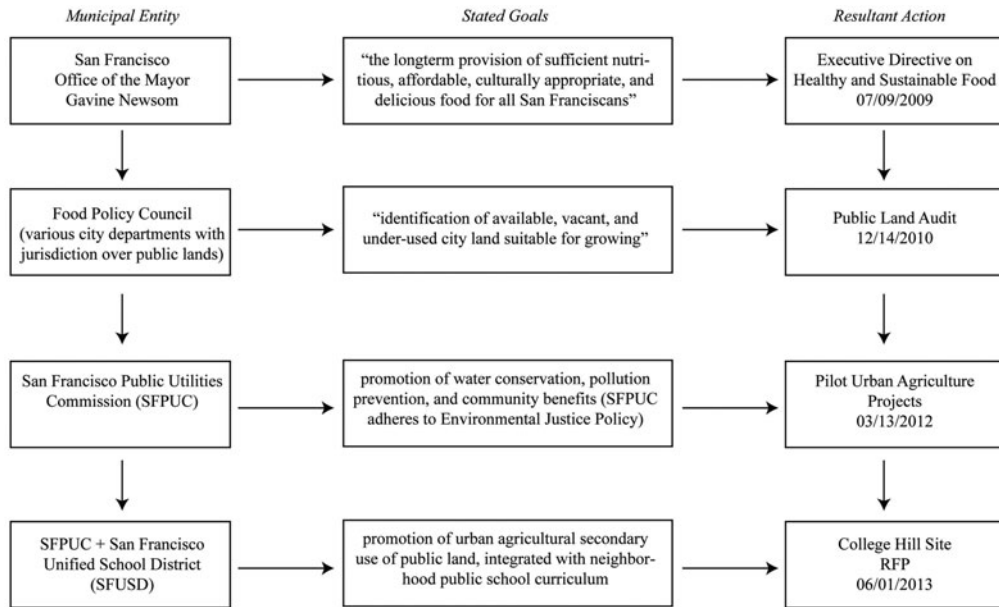 Municipal Entity
Stated Goals
Resultant Action
San Francisco
Office of the Mayor
Gavine Newsom
“the longterm provision of sufficient nutri-
tious, affordable, culturally appropriate, and
delicious food for all San Franciscans”
Executive Directive on
Healthy and Sustainable Food
07/09/2009
Food Policy Council
(various city departments with
jurisdiction over public lands)
“identification of available, vacant, and
under-used city land suitable for growing”
Public Land Audit
12/14/2010
San Francisco Public Utilities
Commission (SFPUC)
promotion of water conservation, pollution
prevention, and community benefits (SFPUC
adheres to Environmental Justice Policy)
Pilot Urban Agriculture
Projects
03/13/2012
SFPUC + San Francisco
Unified School District
(SFUSD)
promotion of urban agricultural secondary
use of public land, integrated with neighbor-
hood public school curriculum
College Hill Site
RFP
06/01/2013